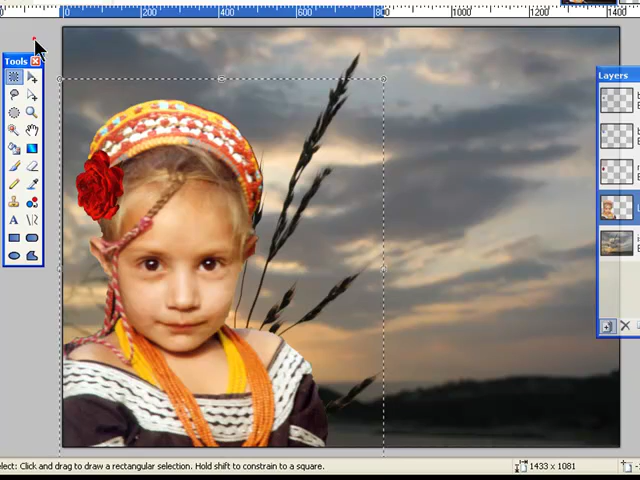 0 200 400 800 1000 1200 1400
Tools
Layers
A
elect: Click and drag to draw a rectangular selection. Hold shift to constrain to a square.
1433 x 1081